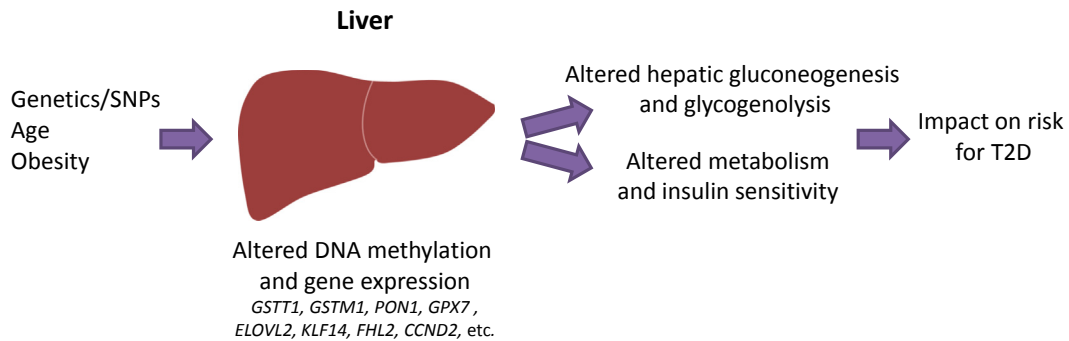 Liver
Genetics/SNPs
Age
Obesity
Altered DNA methylation
and gene expression
GSTT1, GSTM1, PON1, GPX7 ,
ELOVL2, KLF14, FHL2, CCND2, etc.
Altered hepatic gluconeogenesis
and glycogenolysis
Altered metabolism
and insulin sensitivity
Impact on risk
for T2D